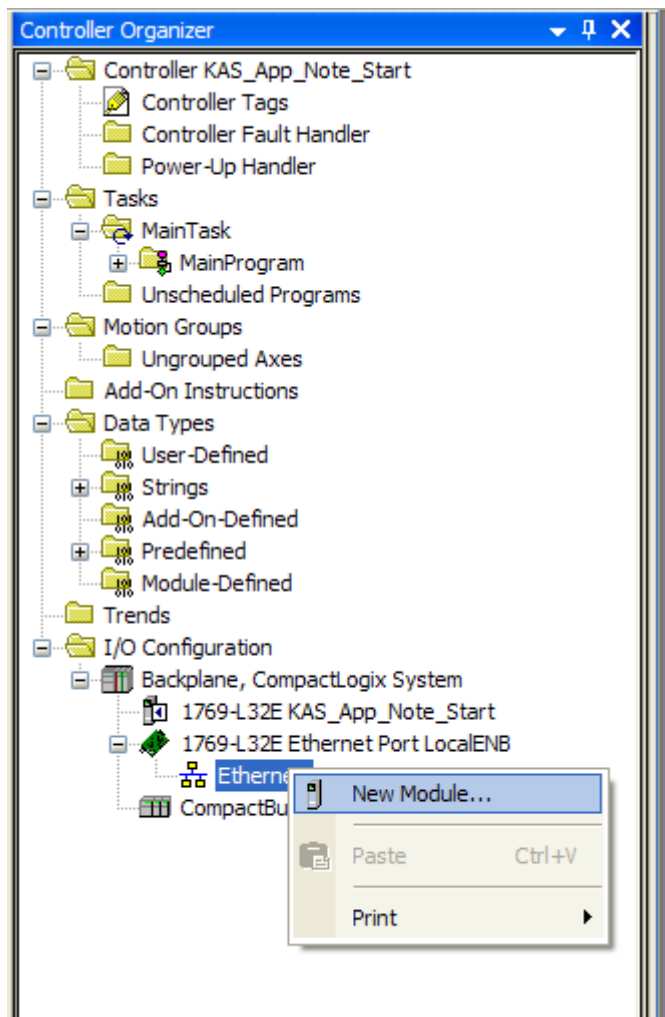 Controller Organizer
Controller KAS_App_Note_Start
Controller Tags
Controller Fault Handler
Power-Up Handler
Tasks
MainTask
MainProgram
Unscheduled Programs
Motion Groups
Ungrouped Axes
Add-On Instructions
Data Types
User-Defined
Strings
Add-On-Defined
Predefined
Module-Defined
Trends
I/O Configuration
Backplane, CompactLogix System
1769-L32E KAS_App_Note_Start
1769-L32E Ethernet Port LocalENB
Etherne
New Module...
CompactBu
Paste Ctrl+V
Print